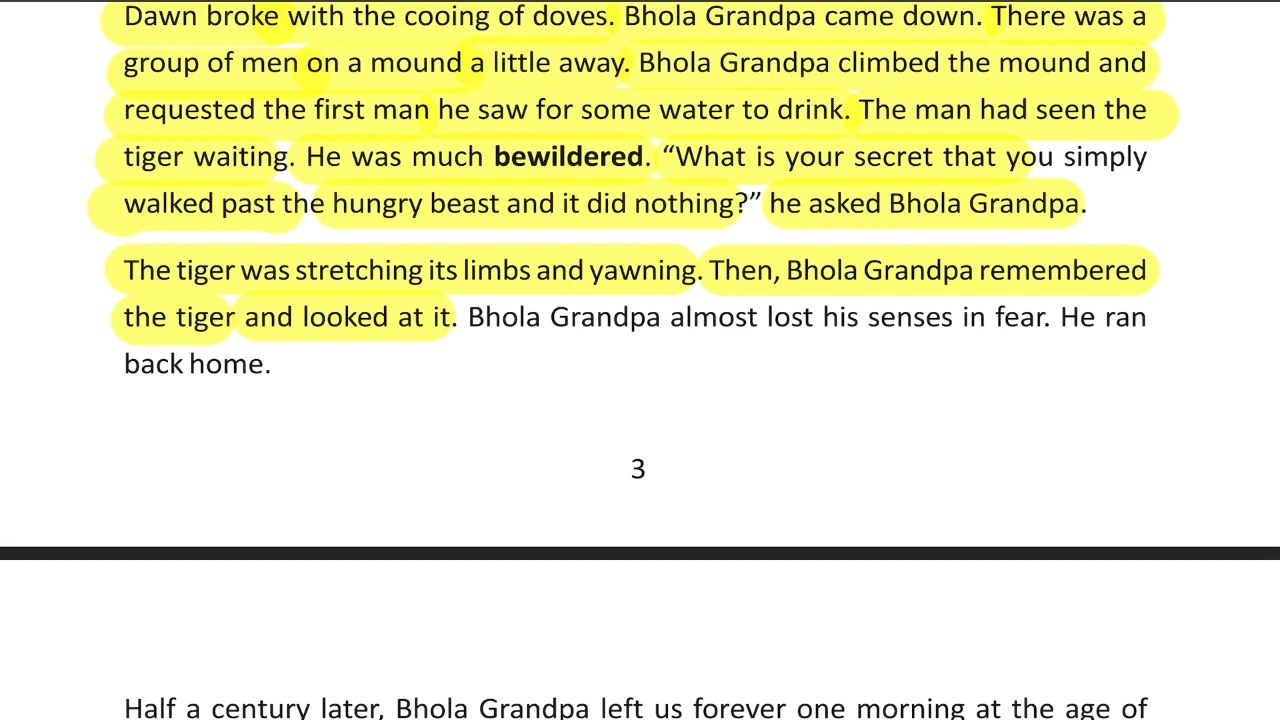 Dawn broke with the cooing of doves. Bhola Grandpa came down. There was a
group of men on a mound a little away. Bhola Grandpa climbed the mound and
requested the first man he saw for some water to drink. The man had seen the
tiger waiting. He was much bewildered. “What is your secret that you simply
walked past the hungry beast and it did nothing?” he asked Bhola Grandpa.
The tiger was stretching its limbs and yawning. Then, Bhola Grandpa remembered
the tiger and looked at it. Bhola Grandpa almost lost his senses in fear. He ran
back home.
3
Half a century later, Bhola Grandpa left us forever one morning at the age of